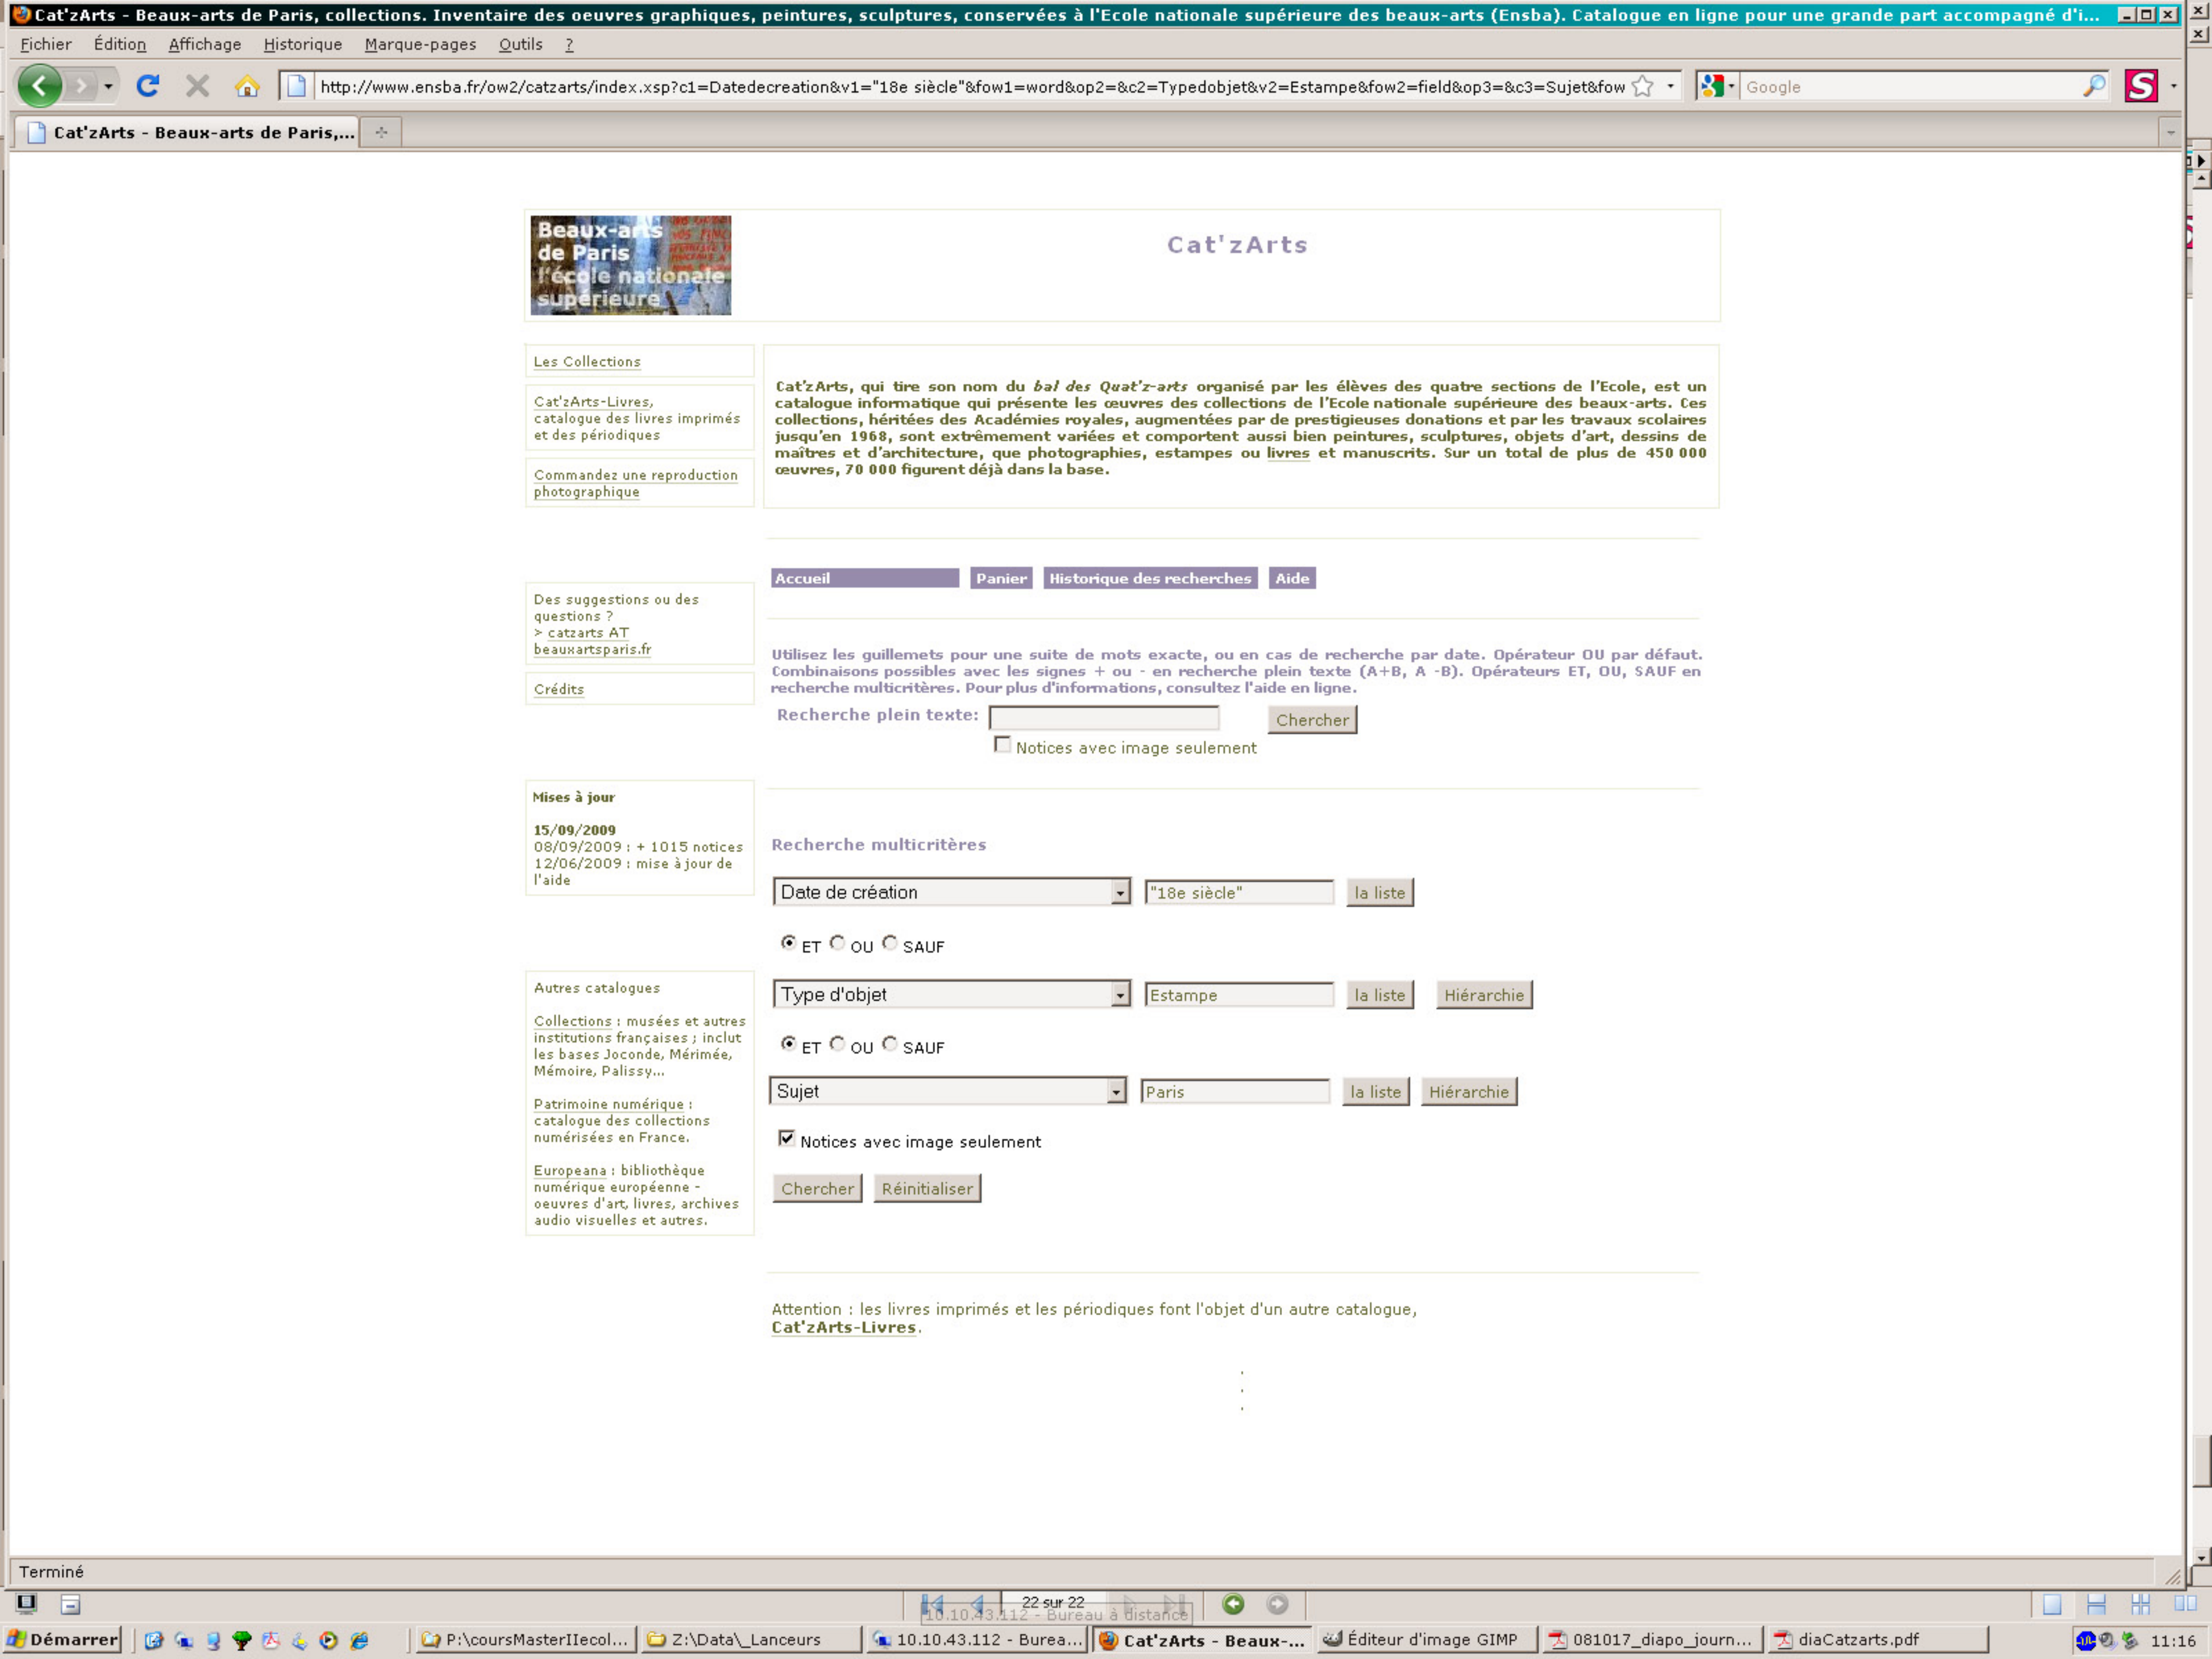 Cat'zArts - Beaux-arts de Paris, collections. Inventaire des oeuvres graphiques, peintures, sculptures, conservées à l'Ecole nationale supérieure des beaux-arts (Ensba). Catalogue en ligne pour une grande part accompagné d'i...
Fichier Édition Affichage Historique Marque-pages Outils ?
http://www.ensba.fr/ow2/catzarts/index.xsp?c1=Datedecreation&v1="18e siècle"&fow1=word&op2=&c2=Typedobjet&v2=Estampe&fow2=field&op3=&c3=Sujet&fow
Google
S
Cat'zArts - Beaux-arts de Paris,...
Beaux-arts
de Paris
l'école nationale
supérieure
Cat'zArts
Les Collections
Cat'zArts-Livres,
catalogue des livres imprimés
et des périodiques
Commandez une reproduction
photographique
Cat'zArts, qui tire son nom du bal des Quat'z-arts organisé par les élèves des quatre sections de l'Ecole, est un
catalogue informatique qui présente les œuvres des collections de l'Ecole nationale supérieure des beaux-arts. Ces
collections, héritées des Académies royales, augmentées par de prestigieuses donations et par les travaux scolaires
jusqu'en 1968, sont extrêmement variées et comportent aussi bien peintures, sculptures, objets d'art, dessins de
maîtres et d'architecture, que photographies, estampes ou livres et manuscrits. Sur un total de plus de 450 000
œuvres, 70 000 figurent déjà dans la base.
Accueil Panier Historique des recherches Aide
Des suggestions ou des
questions ?
> catzarts AT
beauxartsparis.fr
Crédits
Utilisez les guillemets pour une suite de mots exacte, ou en cas de recherche par date. Opérateur OU par défaut.
Combinaisons possibles avec les signes + ou - en recherche plein texte (A+B, A -B). Opérateurs ET, OU, SAUF en
recherche multicritères. Pour plus d'informations, consultez l'aide en ligne.
Recherche plein texte: Chercher
Notices avec image seulement
Mises à jour
15/09/2009
08/09/2009 : + 1015 notices
12/06/2009 : mise à jour de
l'aide
Recherche multicritères
Date de création "18e siècle" la liste
ET OU SAUF
Type d'objet Estampe la liste Hiérarchie
ET OU SAUF
Sujet Paris la liste Hiérarchie
Notices avec image seulement
Chercher Réinitialiser
Autres catalogues
Collections : musées et autres
institutions françaises ; inclut
les bases Joconde, Mérimée,
Mémoire, Palissy...
Patrimoine numérique :
catalogue des collections
numérisées en France.
Europeana : bibliothèque
numérique européenne -
oeuvres d'art, livres, archives
audio visuelles et autres.
Attention : les livres imprimés et les périodiques font l'objet d'un autre catalogue,
Cat'zArts-Livres.
Terminé
22 sur 22
10.10.43.112 - Bureau à distance
Démarrer P:\coursMasterIIecol... Z:\Data\_Lanceurs 10.10.43.112 - Burea... Cat'zArts - Beaux-... Éditeur d'image GIMP 081017_diapo_journ... diaCatzarts.pdf 11:16